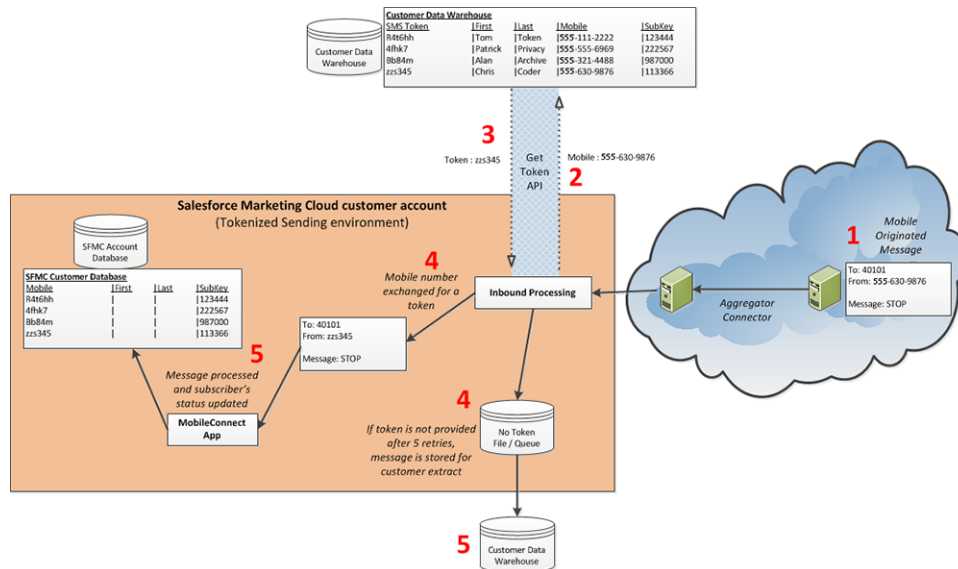 Customer Data Warehouse
SMS Token |First |Last |Mobile |SubKey
R4t6hh |Tom |Token |555-111-2222 |123444
4fhk7 |Patrick |Privacy |555-555-6969 |222567
Bb84m |Alan |Archive |555-321-4488 |987000
zzs345 |Chris |Coder |555-630-9876 |113366
Customer Data
Warehouse
3
Token : zzs345
Get
Token
API
Mobile : 555-630-9876
2
Salesforce Marketing Cloud customer account
(Tokenized Sending environment)
SFMC Account
Database
SFMC Customer Database
Mobile |First |Last |SubKey
R4t6hh | | |123444
4fhk7 | | |222567
Bb84m | | |987000
zzs345 | | |113366
4
Mobile number
exchanged for a
token
Inbound Processing
1
Mobile
Originated
Message
To: 40101
From: 555-630-9876
Message: STOP
Aggregator
Connector
To: 40101
From: zzs345
Message: STOP
5
Message processed
and subscriber's
status updated
MobileConnect
App
4
No Token
File / Queue
If token is not provided
after 5 retries,
message is stored for
customer extract
5
Customer Data
Warehouse